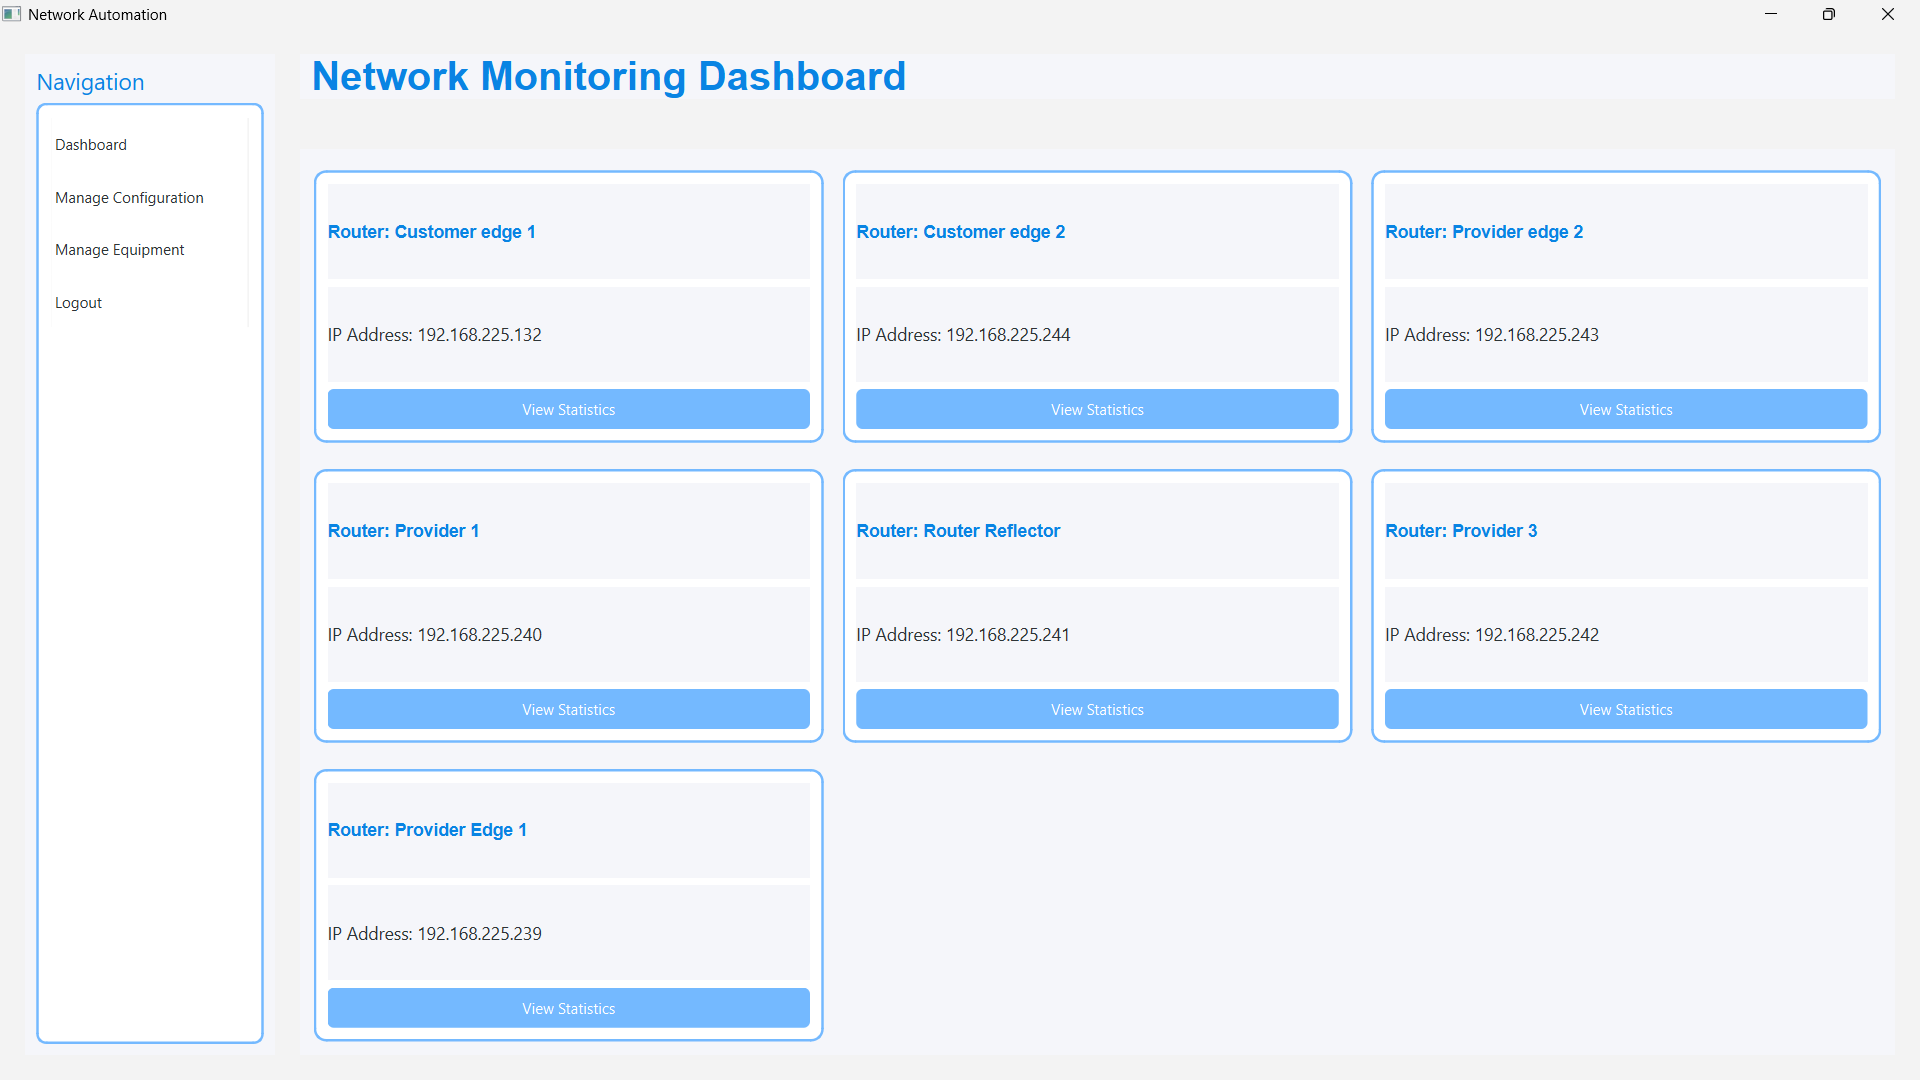 Network Automation
Navigation
Dashboard
Manage Configuration
Manage Equipment
Logout
Network Monitoring Dashboard
Router: Customer edge 1
IP Address: 192.168.225.132
View Statistics
Router: Customer edge 2
IP Address: 192.168.225.244
View Statistics
Router: Provider edge 2
IP Address: 192.168.225.243
View Statistics
Router: Provider 1
IP Address: 192.168.225.240
View Statistics
Router: Router Reflector
IP Address: 192.168.225.241
View Statistics
Router: Provider 3
IP Address: 192.168.225.242
View Statistics
Router: Provider Edge 1
IP Address: 192.168.225.239
View Statistics